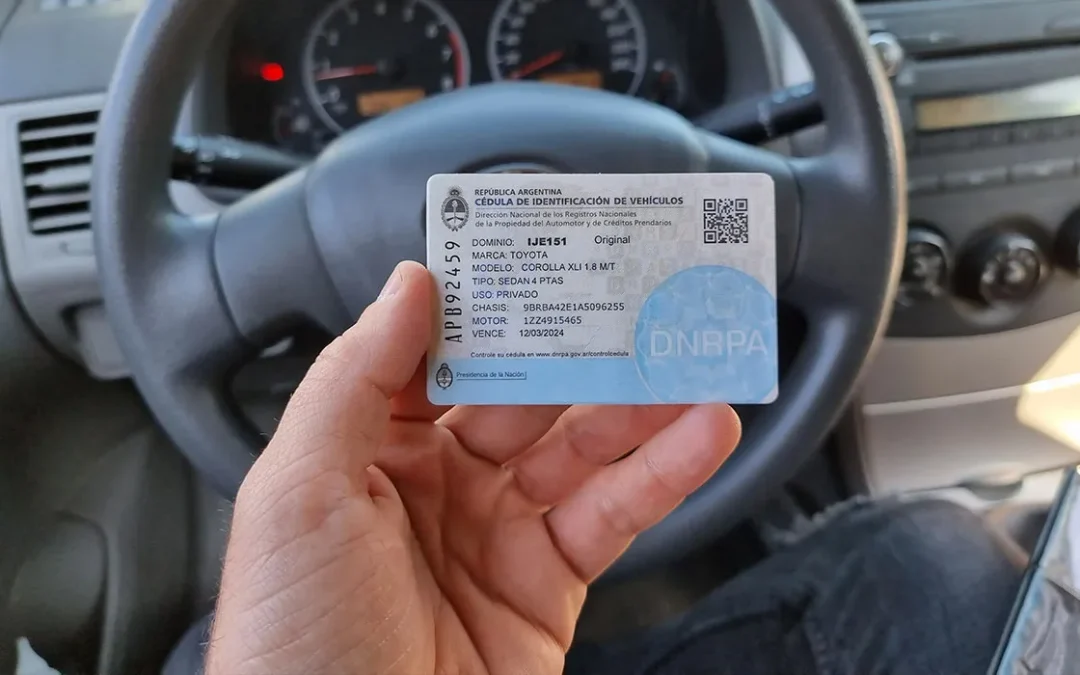 REPÚBLICA ARGENTINA
CÉDULA DE IDENTIFICACIÓN DE VEHÍCULOS
Dirección Nacional de los Registros Nacionales
de la Propiedad del Automotor y de Créditos Prendarios
APB92459
DOMINIO: IJE151 Original
MARCA: TOYOTA
MODELO: COROLLA XLI 1.8 M/T
TIPO: SEDAN 4 PTAS
USO: PRIVADO
CHASIS: 9BRBA42E1A5096255
MOTOR: 1ZZ4915465
VENCE: 12/03/2024
DNRPA
Controle su cédula en www.dnrpa.gov.ar/controlcedula
Presidencia de la Nación